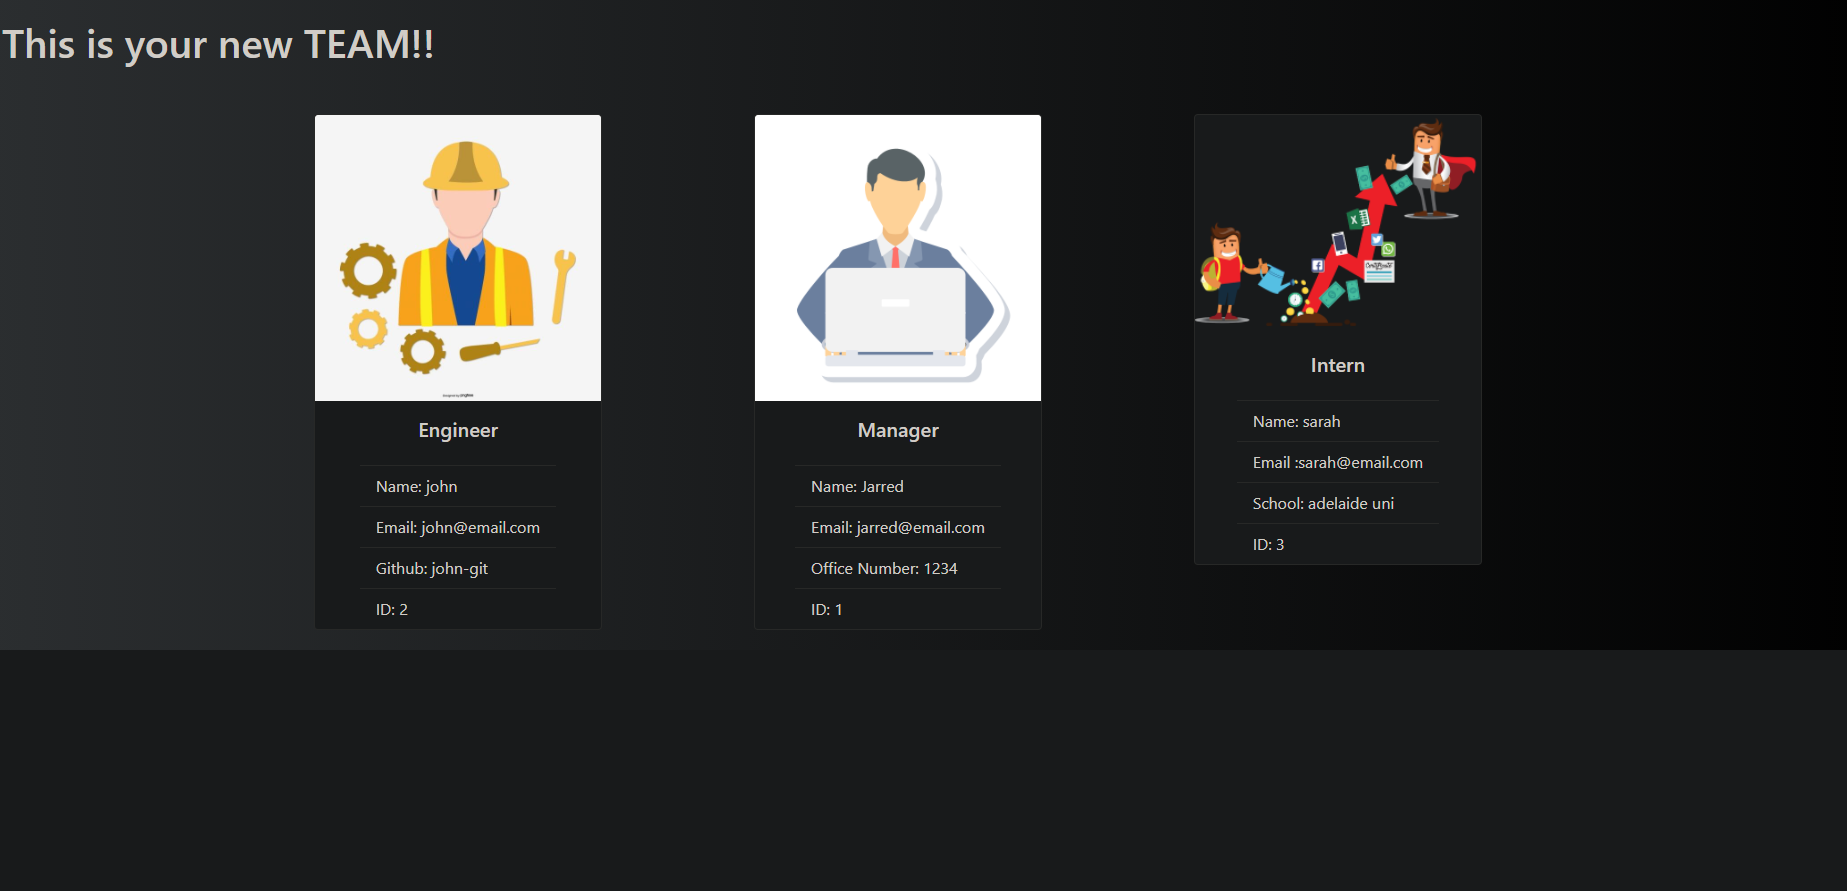 This is your new TEAM!!
Engineer
Name: john
Email: john@email.com
Github: john-git
ID: 2
Manager
Name: Jarred
Email: jarred@email.com
Office Number: 1234
ID: 1
Certificate
Intern
Name: sarah
Email :sarah@email.com
School: adelaide uni
ID: 3